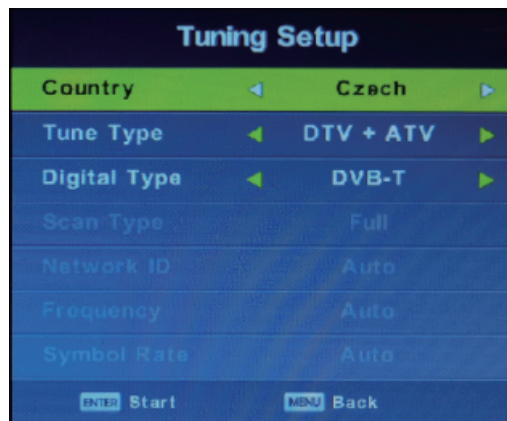 Tuning Setup
Country Czech
Tune Type DTV + ATV
Digital Type DVB-T
Scan Type Full
Network ID Auto
Frequency Auto
Symbol Rate Auto
ENTER Start MENU Back